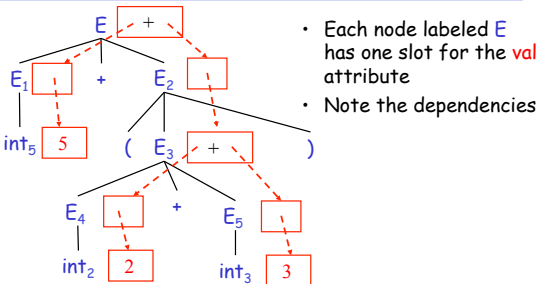 E +
• Each node labeled E
has one slot for the val
attribute
• Note the dependencies
E₁ + E₂
int₅ 5 ( E₃ + )
E₄ + E₅
int₂ 2 int₃ 3